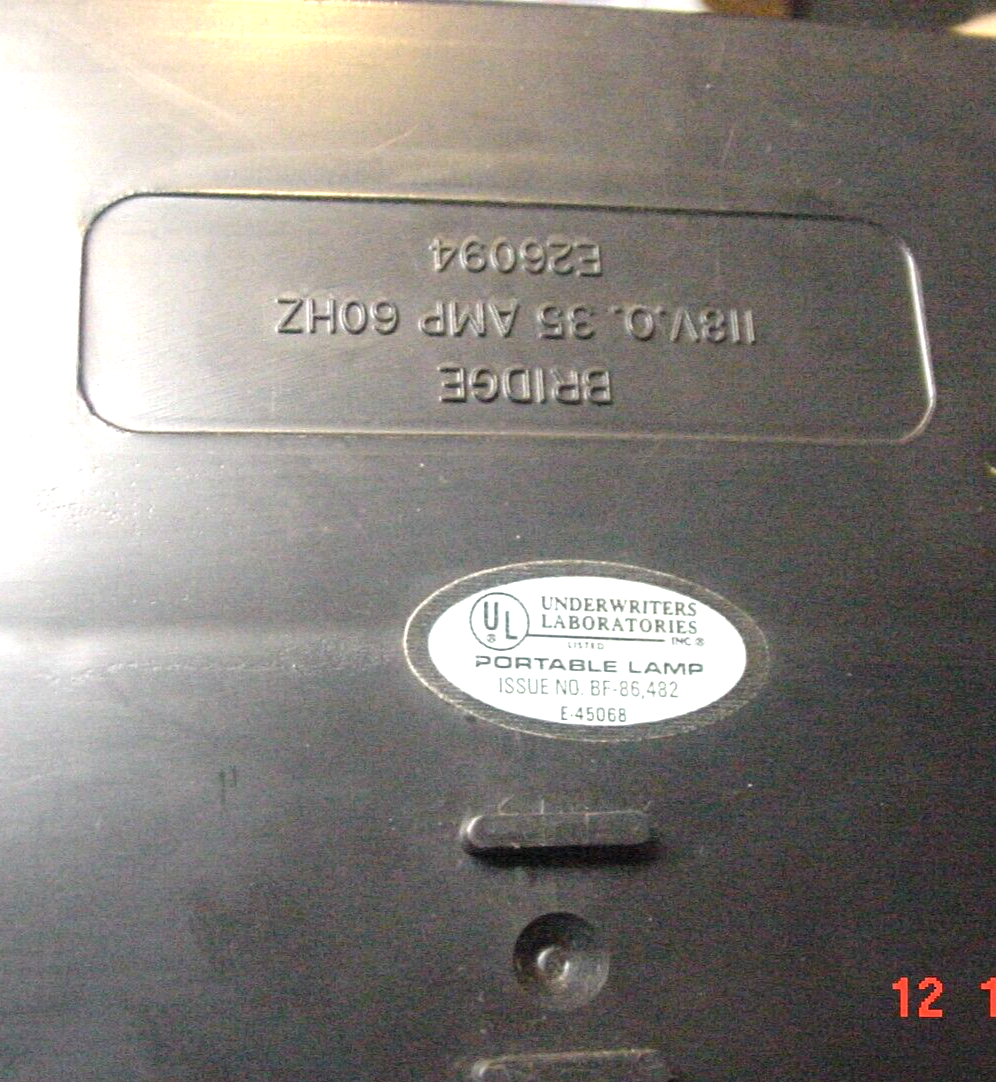 BRIDGE
118V.O. 35 AMP 60HZ
E26094
UL
®
UNDERWRITERS
LABORATORIES
INC.®
LISTED
PORTABLE LAMP
ISSUE NO. BF-86,482
E-45068
12 1